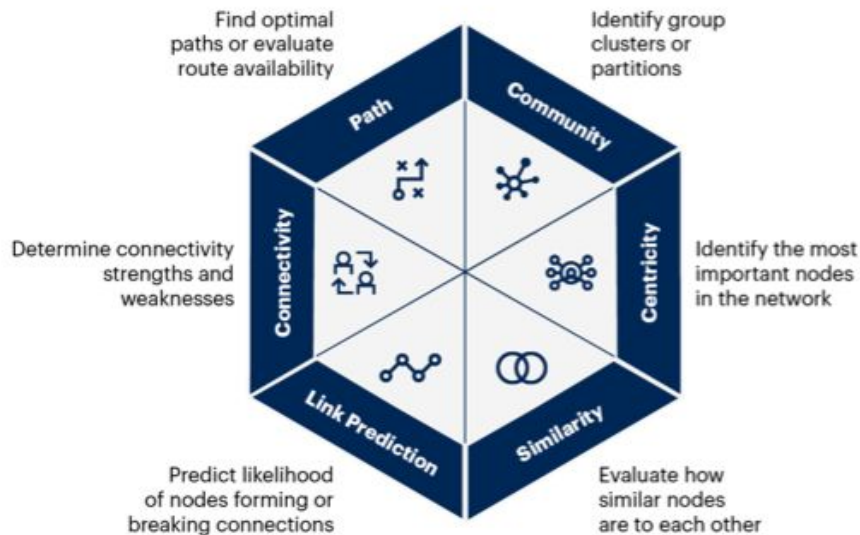 Find optimal
paths or evaluate
route availability
Identify group
clusters or
partitions
Path
Community
Connectivity
Centricity
Determine connectivity
strengths and
weaknesses
Identify the most
important nodes
in the network
Link Prediction
Similarity
Predict likelihood
of nodes forming or
breaking connections
Evaluate how
similar nodes
are to each other